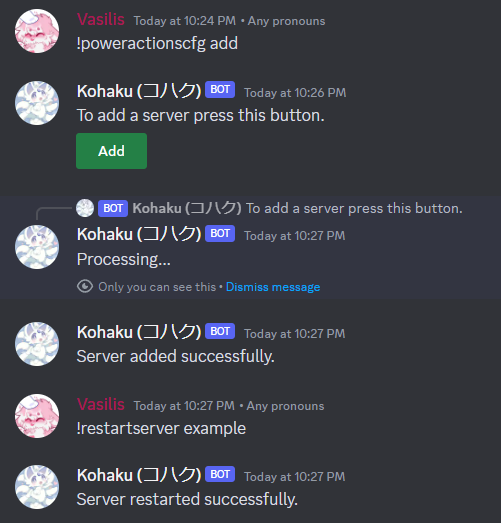 Vasilis Today at 10:24 PM • Any pronouns
!poweractionscfg add
Kohaku (コハク) BOT Today at 10:26 PM
To add a server press this button.
Add
BOT Kohaku (コハク) To add a server press this button.
Kohaku (コハク) BOT Today at 10:27 PM
Processing...
Only you can see this • Dismiss message
Kohaku (コハク) BOT Today at 10:27 PM
Server added successfully.
Vasilis Today at 10:27 PM • Any pronouns
!restartserver example
Kohaku (コハク) BOT Today at 10:27 PM
Server restarted successfully.